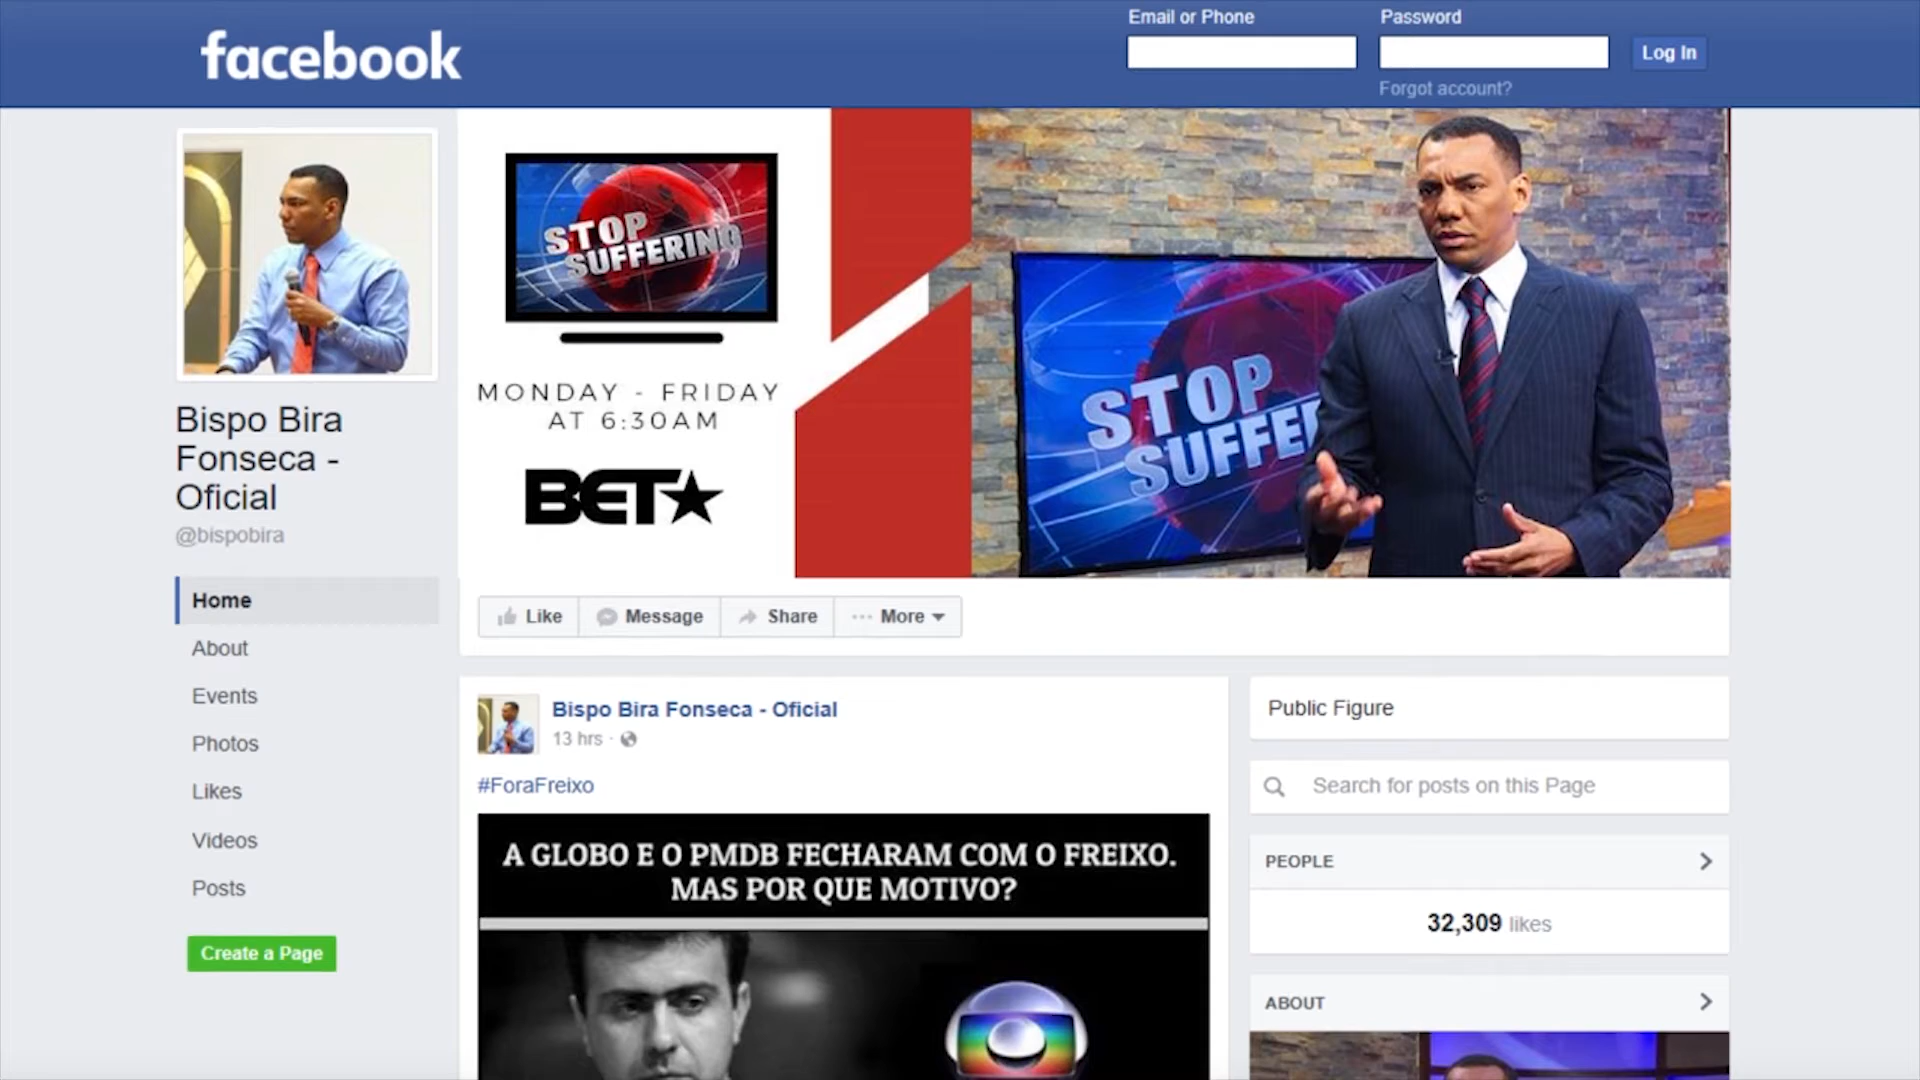 facebook
Email or Phone
Password
Log In
Forgot account?
Bispo Bira
Fonseca -
Oficial
@bispobira
Home
About
Events
Photos
Likes
Videos
Posts
Create a Page
STOP
SUFFERING
MONDAY - FRIDAY
AT 6:30AM
BET
STOP
SUFFE
Like
Message
Share
More
Bispo Bira Fonseca - Oficial
13 hrs ·
#ForaFreixo
A GLOBO E O PMDB FECHARAM COM O FREIXO.
MAS POR QUE MOTIVO?
Public Figure
Search for posts on this Page
PEOPLE
32,309 likes
ABOUT